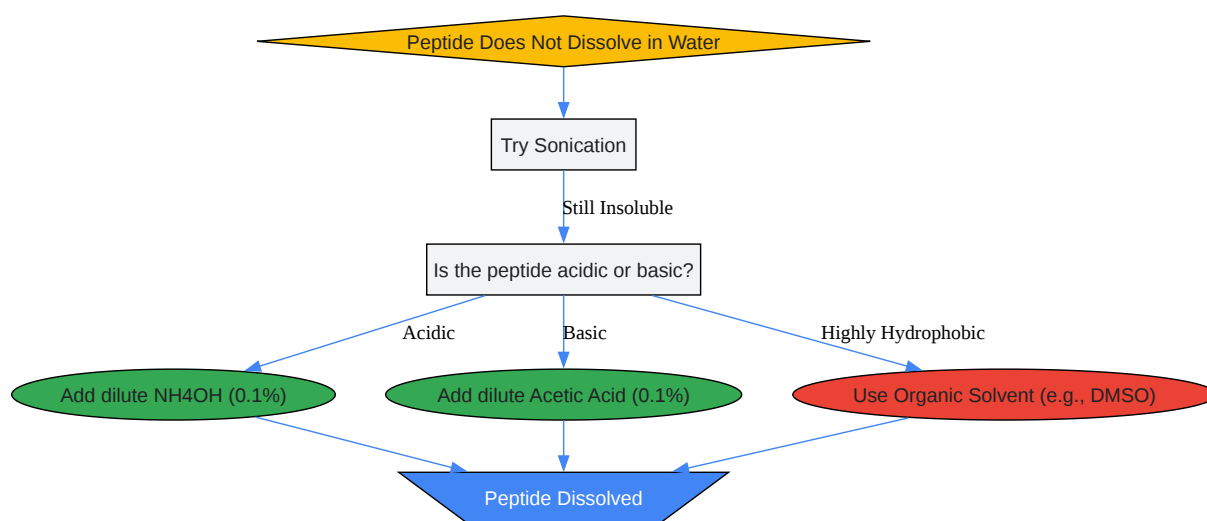 Peptide Does Not Dissolve in Water
Try Sonication
Still Insoluble
Is the peptide acidic or basic?
Acidic
Basic
Highly Hydrophobic
Add dilute NH4OH (0.1%)
Add dilute Acetic Acid (0.1%)
Use Organic Solvent (e.g., DMSO)
Peptide Dissolved